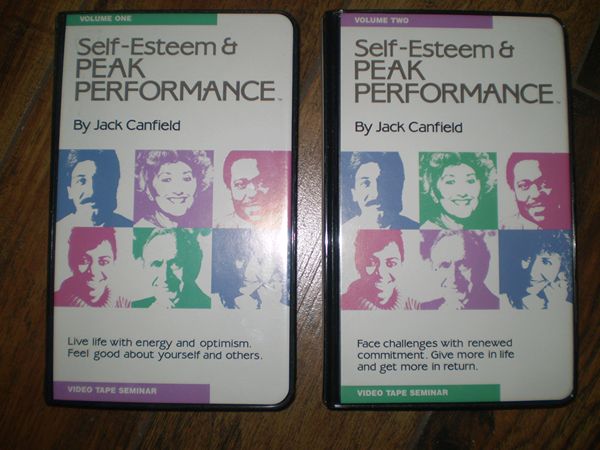 VOLUME ONE
Self-Esteem &
PEAK
PERFORMANCE™
By Jack Canfield
Live life with energy and optimism.
Feel good about yourself and others.
VIDEO TAPE SEMINAR
VOLUME TWO
Self-Esteem &
PEAK
PERFORMANCE™
By Jack Canfield
Face challenges with renewed
commitment. Give more in life
and get more in return.
VIDEO TAPE SEMINAR